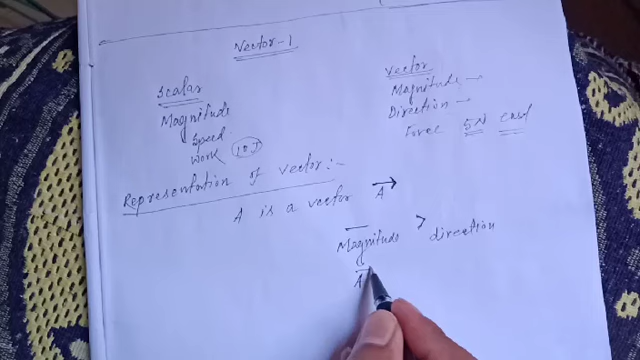 Vector-1
Scalar
Magnitude
Speed
Work 10J
Vector
Magnitude -
Direction -
Force 5N east
Representation of vector:-
A is a vector A⃗
Magnitude > direction
A